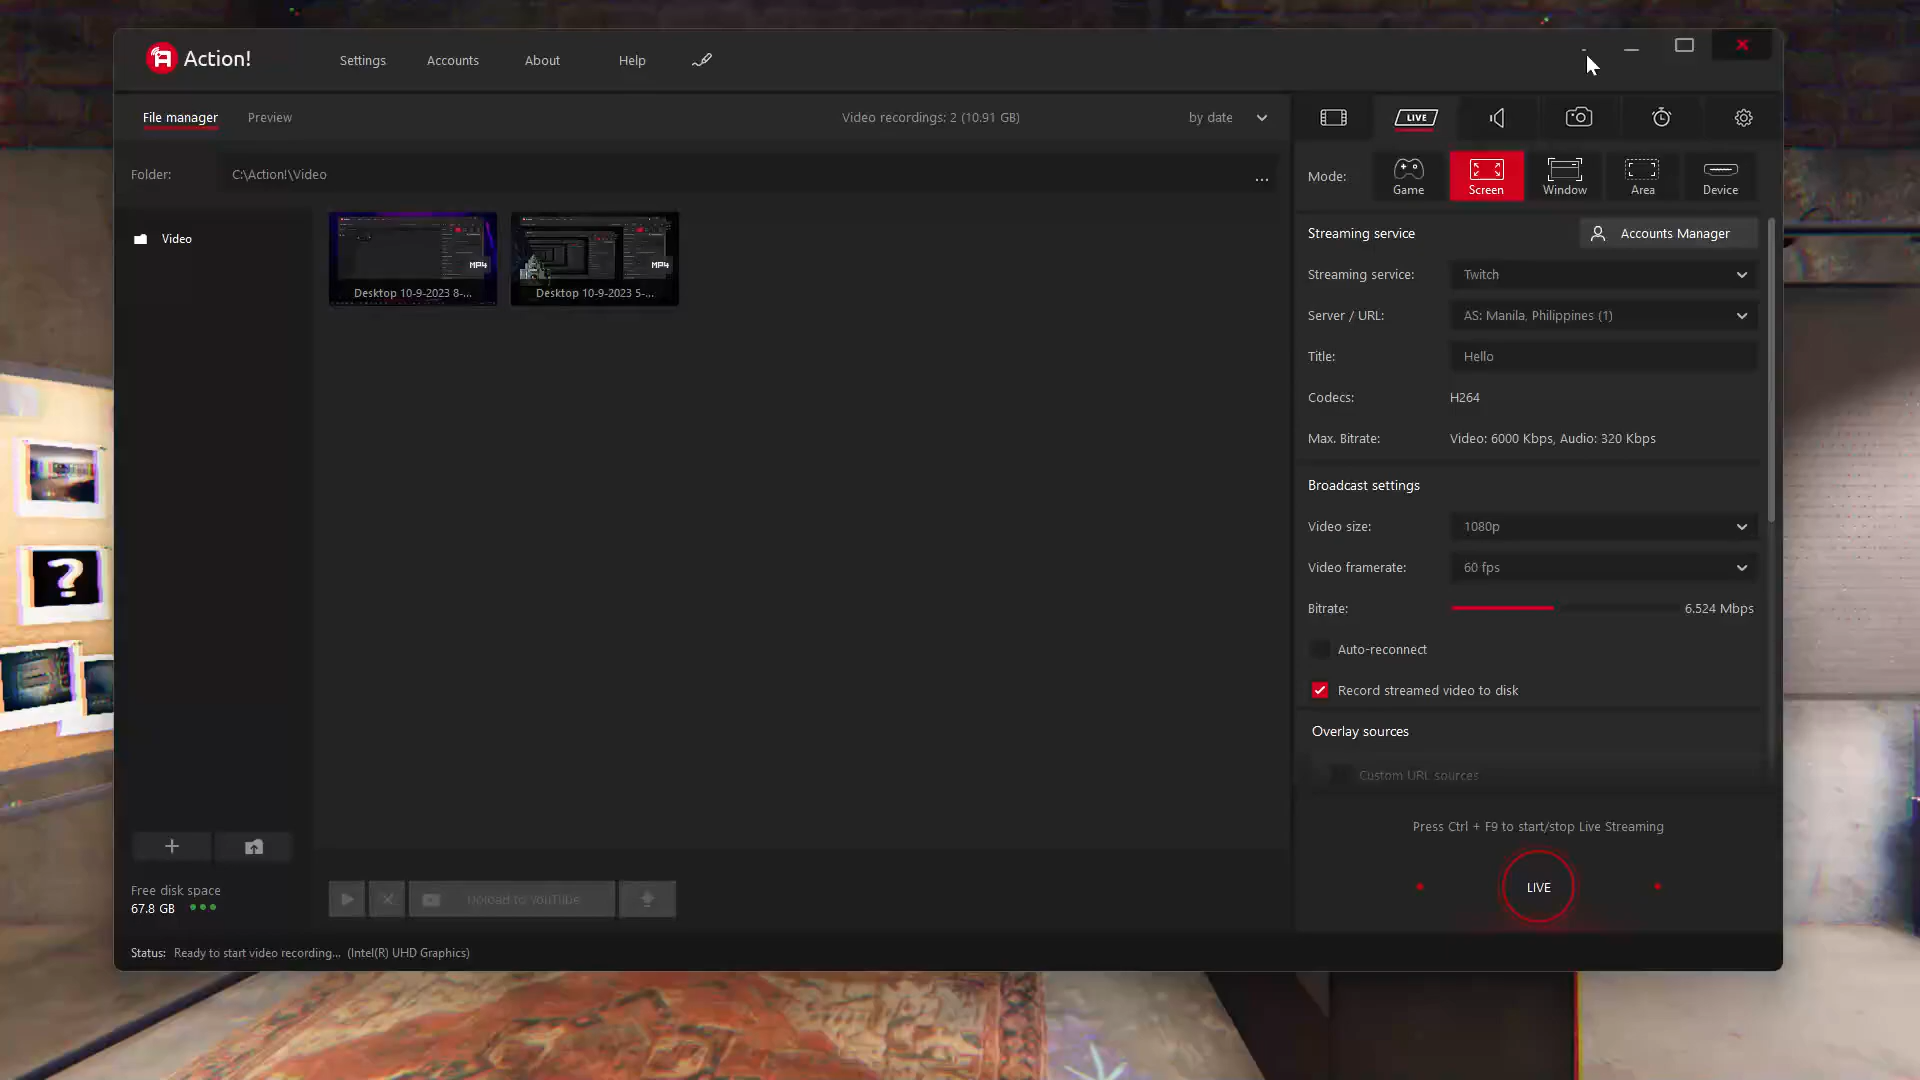 Action!
Settings
Accounts
About
Help
File manager
Preview
Video recordings: 2 (10.91 GB)
by date
LIVE
Folder:
C:\Action!\Video
...
Mode:
Game
Screen
Window
Area
Device
Video
MP4
Desktop 10-9-2023 8-...
MP4
Desktop 10-9-2023 5-...
Streaming service
Accounts Manager
Streaming service:
Twitch
Server / URL:
AS: Manila, Philippines (1)
Title:
Hello
Codecs:
H264
Max. Bitrate:
Video: 6000 Kbps, Audio: 320 Kbps
Broadcast settings
Video size:
1080p
Video framerate:
60 fps
Bitrate:
6.524 Mbps
Auto-reconnect
Record streamed video to disk
Overlay sources
Custom URL sources
Press Ctrl + F9 to start/stop Live Streaming
LIVE
Free disk space
67.8 GB
Upload to YouTube
Status: Ready to start video recording... (Intel(R) UHD Graphics)
?